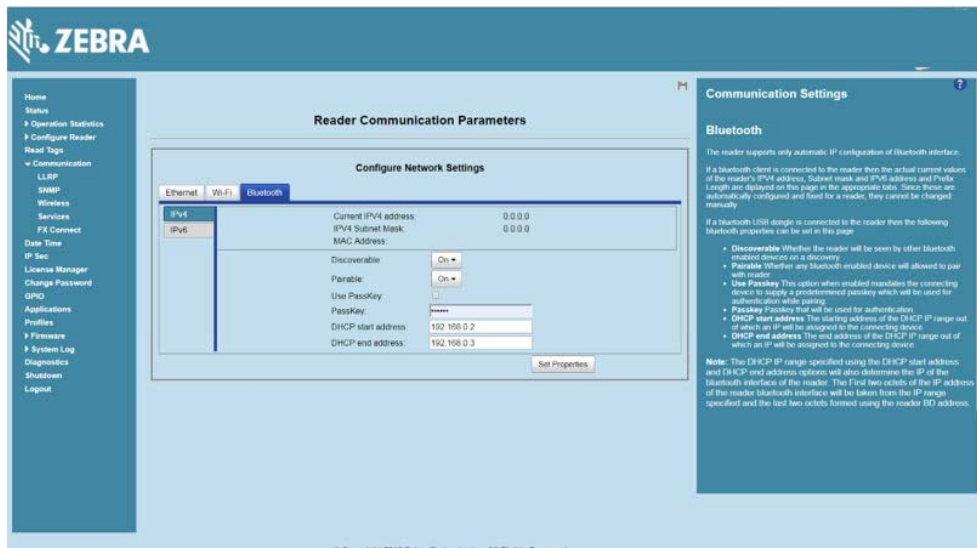 ZEBRA
Home
Status
Operation Statistics
Configure Reader
Read Tags
Communication
LLRP
SNMP
Wireless
Services
FX Connect
Date Time
IP Sec
License Manager
Change Password
GPIO
Applications
Profiles
Firmware
System Log
Diagnostics
Shutdown
Logout
Reader Communication Parameters
Configure Network Settings
Ethernet Wi-Fi Bluetooth
IPv4
IPv6
Current IPV4 address: 0.0.0.0
IPV4 Subnet Mask: 0.0.0.0
MAC Address:
Discoverable: On
Pairable: On
Use PassKey
PassKey: ••••••
DHCP start address: 192.168.0.2
DHCP end address: 192.168.0.3
Set Properties
?
Communication Settings
Bluetooth
The reader supports only automatic IP configuration of Bluetooth interface.
If a bluetooth client is connected to the reader then the actual current values
of the reader's IPV4 address, Subnet mask and IPV6 address and Prefix
Length are diplayed on this page in the appropriate tabs. Since these are
automatically configured and fixed for a reader, they cannot be changed
manually
If a bluetooth USB dongle is connected to the reader then the following
bluetooth properties can be set in this page
• Discoverable Whether the reader will be seen by other bluetooth
enabled devices on a discovery
• Pairable Whether any bluetooth enabled device will allowed to pair
with reader
• Use Passkey This option when enabled mandates the connecting
device to supply a predetermined passkey which will be used for
authentication while pairing
• Passkey Passkey that will be used for authentication
• DHCP start address The starting address of the DHCP IP range out
of which an IP will be assigned to the connecting device
• DHCP end address The end address of the DHCP IP range out of
which an IP will be assigned to the connecting device
Note: The DHCP IP range specified using the DHCP start address
and DHCP end address options will also determine the IP of the
bluetooth interface of the reader. The First two octets of the IP address
of the reader bluetooth interface will be taken from the IP range
specified and the last two octets formed using the reader BD address.